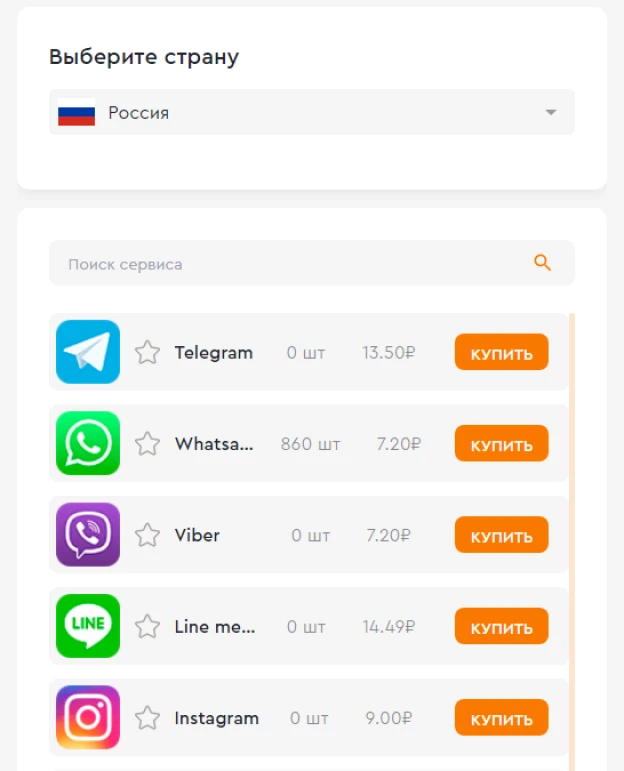 Выберите страну
Россия
Поиск сервиса
Telegram 0 шт 13.50₽ КУПИТЬ
Whatsa... 860 шт 7.20₽ КУПИТЬ
Viber 0 шт 7.20₽ КУПИТЬ
LINE Line me... 0 шт 14.49₽ КУПИТЬ
Instagram 0 шт 9.00₽ КУПИТЬ